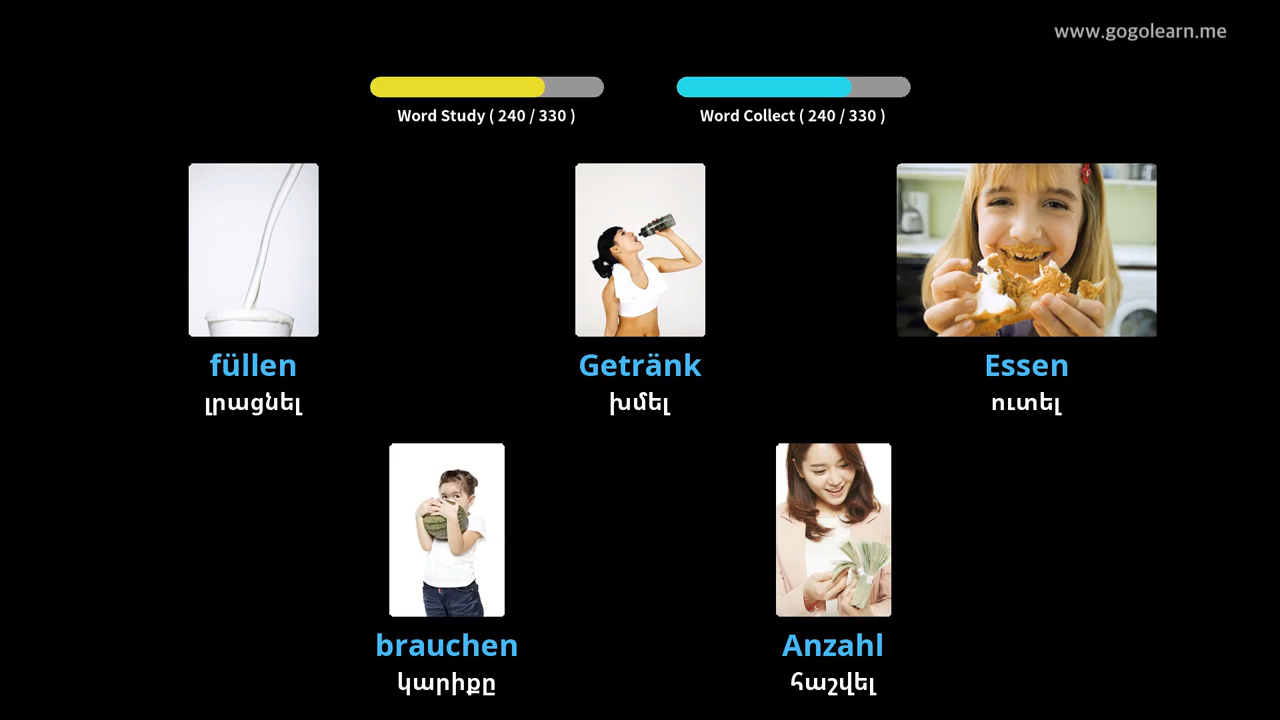 www.gogolearn.me
Word Study ( 240 / 330 )
Word Collect ( 240 / 330 )
füllen
լրացնել
Getränk
խմել
Essen
ուտել
brauchen
կարիքը
Anzahl
հաշվել